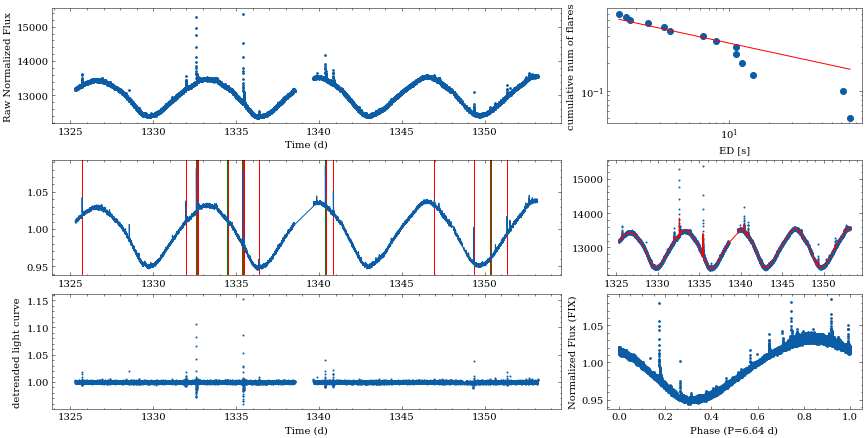 Raw Normalized Flux
15000
14000
13000
1325 1330 1335 1340 1345 1350
Time (d)
cumulative num of flares
10⁻¹
10¹
ED [s]
1.05
1.00
0.95
1325 1330 1335 1340 1345 1350
15000
14000
13000
1325 1330 1335 1340 1345 1350
detrended light curve
1.15
1.10
1.05
1.00
1325 1330 1335 1340 1345 1350
Time (d)
Normalized Flux (FIX)
1.05
1.00
0.95
0.0 0.2 0.4 0.6 0.8 1.0
Phase (P=6.64 d)